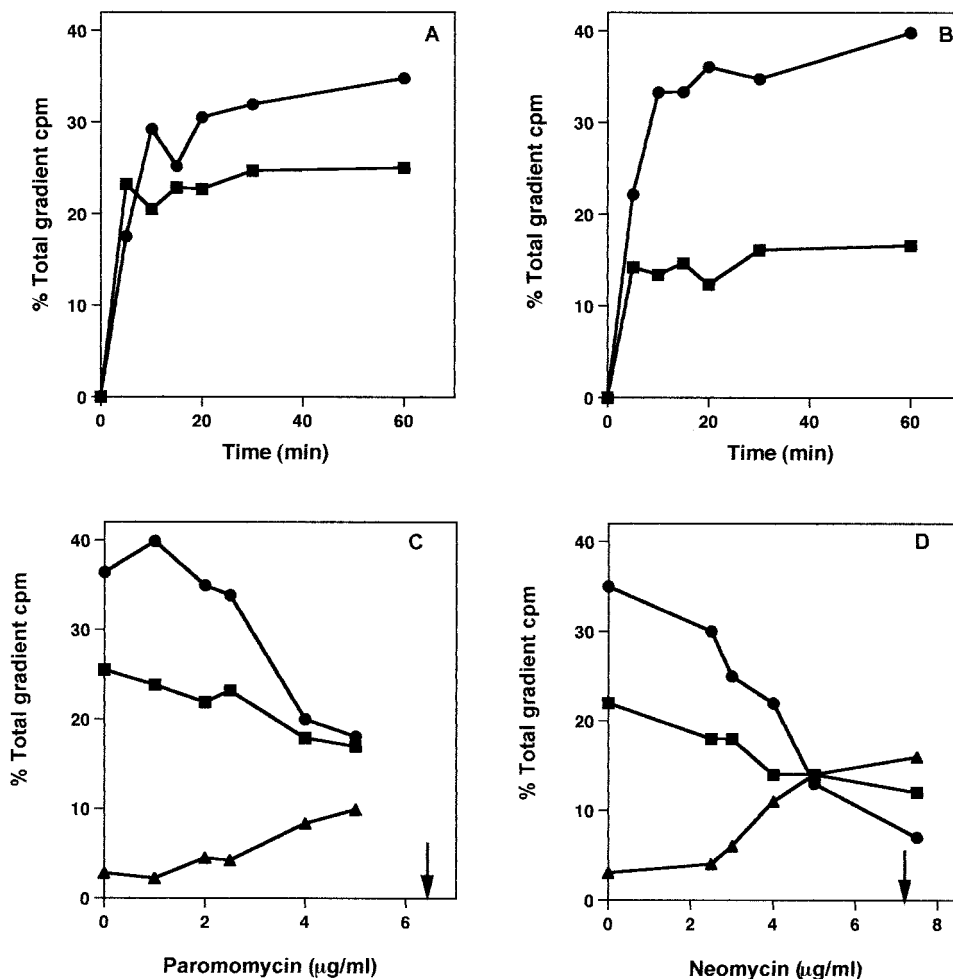 A
% Total gradient cpm
40
30
20
10
0
0 20 40 60
Time (min)
B
% Total gradient cpm
40
30
20
10
0
0 20 40 60
Time (min)
C
% Total gradient cpm
40
30
20
10
0
0 2 4 6
Paromomycin (μg/ml)
D
% Total gradient cpm
40
30
20
10
0
0 2 4 6 8
Neomycin (μg/ml)